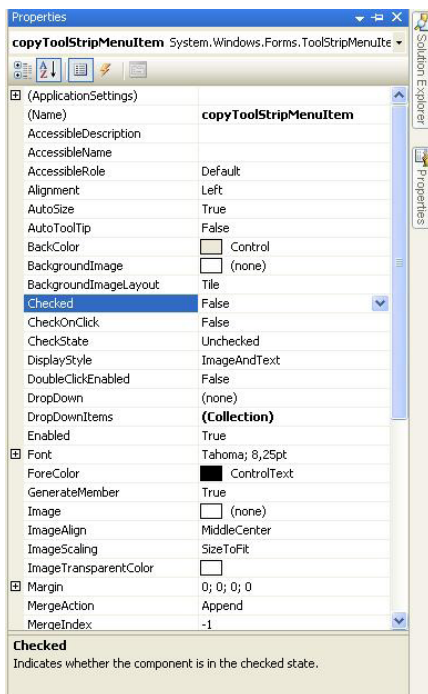 Properties
copyToolStripMenuItem System.Windows.Forms.ToolStripMenuIte
(ApplicationSettings)
(Name) copyToolStripMenuItem
AccessibleDescription
AccessibleName
AccessibleRole Default
Alignment Left
AutoSize True
AutoToolTip False
BackColor Control
BackgroundImage (none)
BackgroundImageLayout Tile
Checked False
CheckOnClick False
CheckState Unchecked
DisplayStyle ImageAndText
DoubleClickEnabled False
DropDown (none)
DropDownItems (Collection)
Enabled True
Font Tahoma; 8,25pt
ForeColor ControlText
GenerateMember True
Image (none)
ImageAlign MiddleCenter
ImageScaling SizeToFit
ImageTransparentColor
Margin 0; 0; 0; 0
MergeAction Append
MergeIndex -1
Checked
Indicates whether the component is in the checked state.
Solution Explorer
Properties